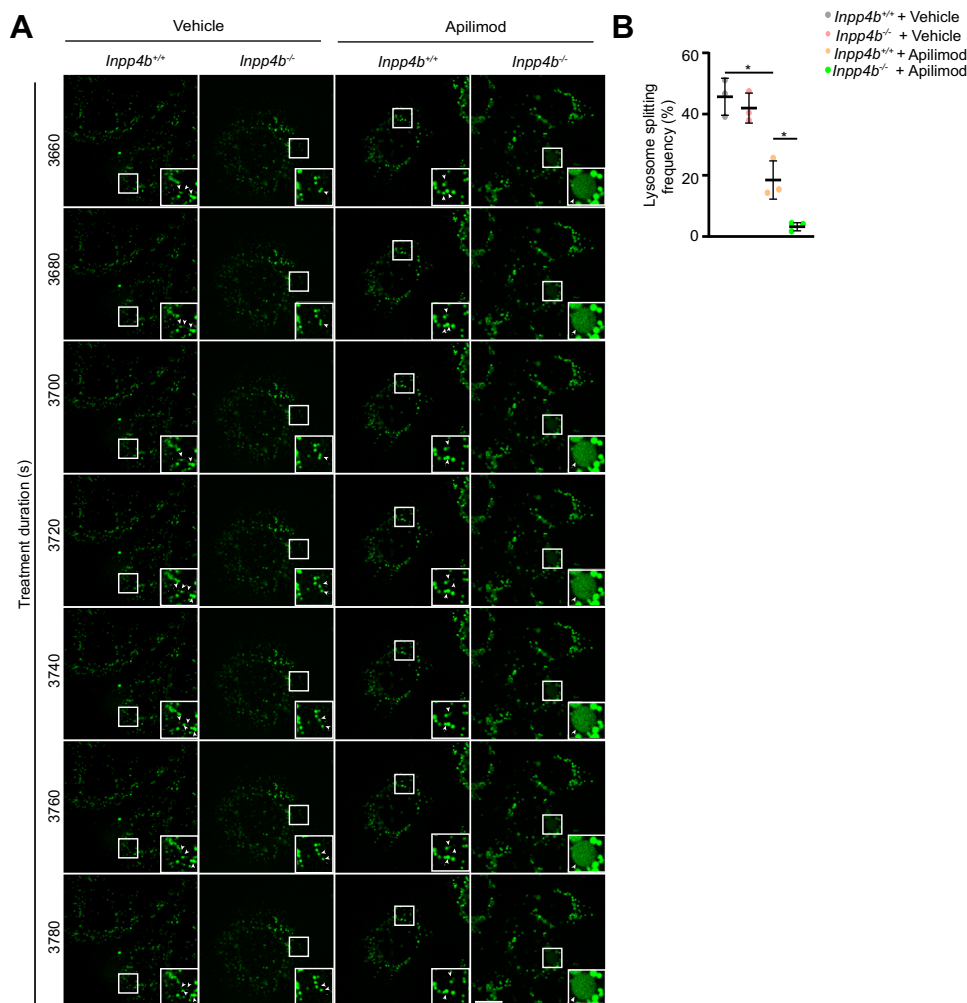 A
Vehicle
Apilimod
Inpp4b+/+
Inpp4b-/-
Inpp4b+/+
Inpp4b-/-
Treatment duration (s)
3660
3680
3700
3720
3740
3760
3780
B
Inpp4b+/+ + Vehicle
Inpp4b-/- + Vehicle
Inpp4b+/+ + Apilimod
Inpp4b-/- + Apilimod
Lysosome splitting
frequency (%)
60
40
20
0
*
*